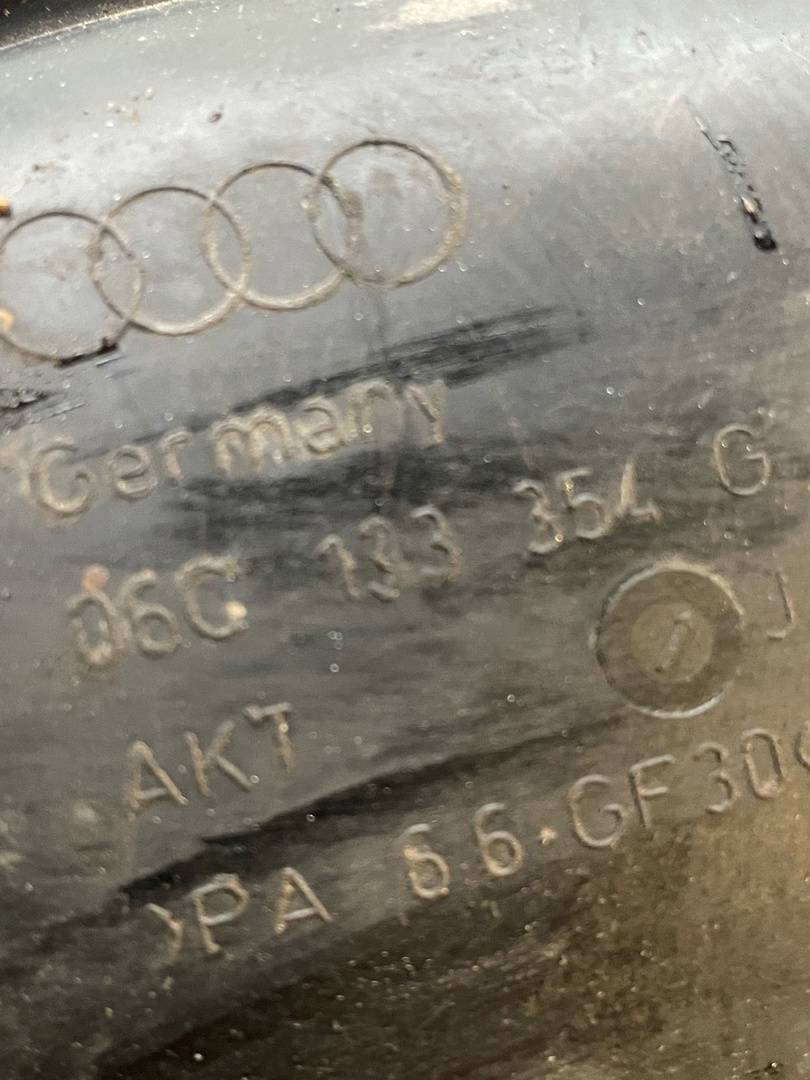 Germany
06C 133 354 G
J
AKT
>PA 66.GF30<